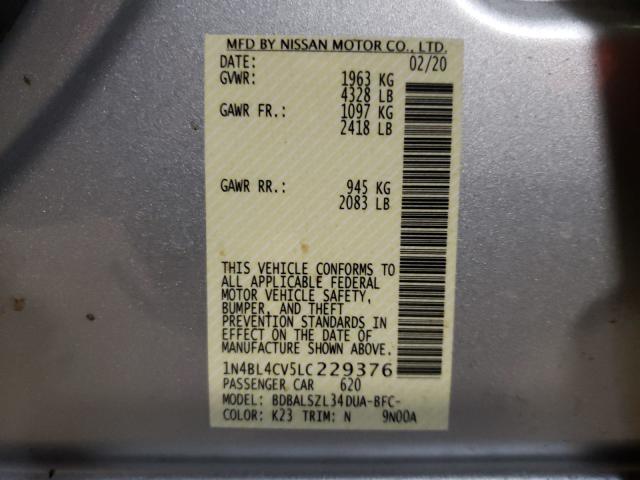 MFD BY NISSAN MOTOR CO., LTD.
DATE: 02/20
GVWR: 1963 KG
4328 LB
GAWR FR.: 1097 KG
2418 LB
GAWR RR.: 945 KG
2083 LB
THIS VEHICLE CONFORMS TO
ALL APPLICABLE FEDERAL
MOTOR VEHICLE SAFETY,
BUMPER, AND THEFT
PREVENTION STANDARDS IN
EFFECT ON THE DATE OF
MANUFACTURE SHOWN ABOVE.
1N4BL4CV5LC229376
PASSENGER CAR 620
MODEL: BDBALSZL34DUA-BFC-
COLOR: K23 TRIM: N 9N00A